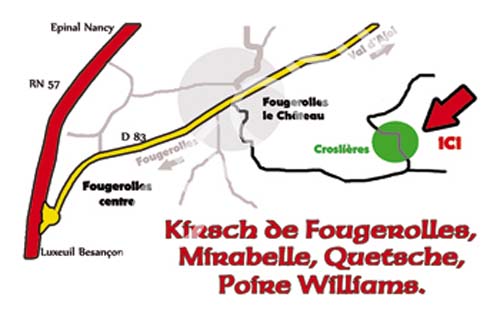 Epinal Nancy
Val d'Ajol
RN 57
Fougerolles
le Château
D 83
ICI
Croslières
Fougerolles
Fougerolles
centre
Luxeuil Besançon
Kirsch de Fougerolles,
Mirabelle, Quetsche,
Poire Williams.